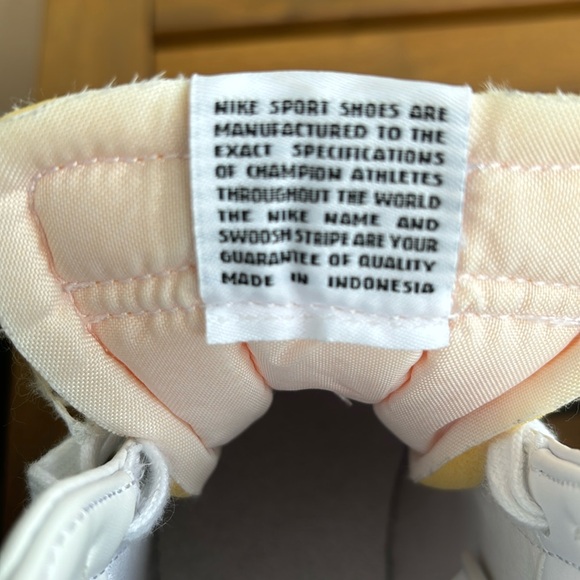 NIKE SPORT SHOES ARE
MANUFACTURED TO THE
EXACT SPECIFICATIONS
OF CHAMPION ATHLETES
THROUGHOUT THE WORLD
THE NIKE NAME AND
SWOOSH STRIPE ARE YOUR
GUARANTEE OF QUALITY
MADE IN INDONESIA